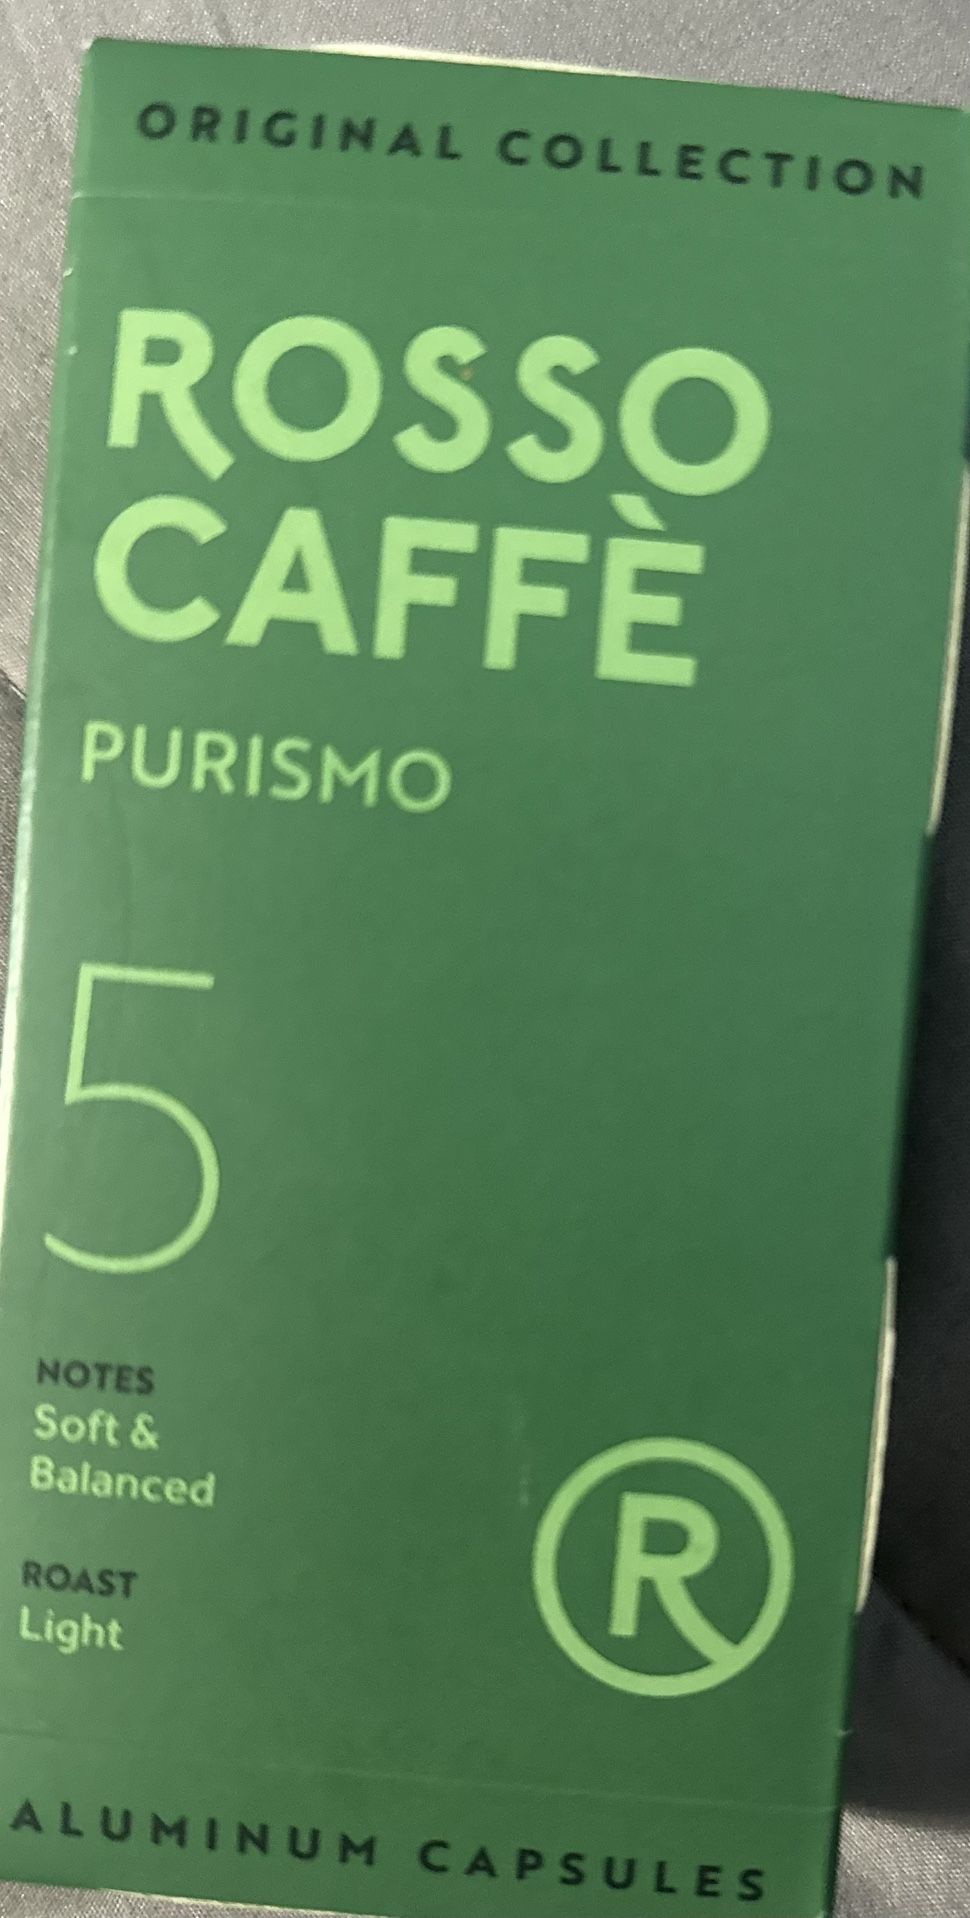 ORIGINAL COLLECTION
ROSSO
CAFFÈ
PURISMO
5
NOTES
Soft &
Balanced
ROAST
Light
R
ALUMINUM CAPSULES